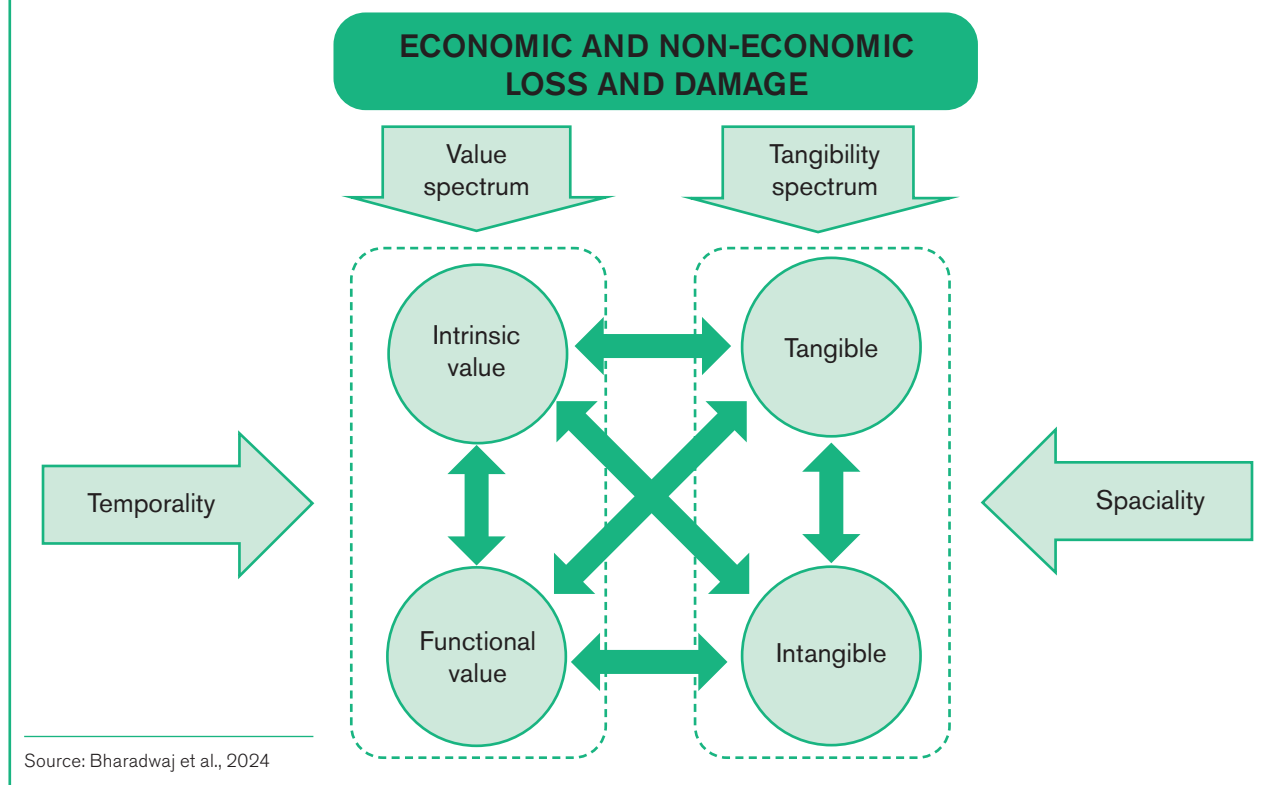 ECONOMIC AND NON-ECONOMIC
LOSS AND DAMAGE
Value
spectrum
Tangibility
spectrum
Intrinsic
value
Tangible
Temporality
Spaciality
Functional
value
Intangible
Source: Bharadwaj et al., 2024